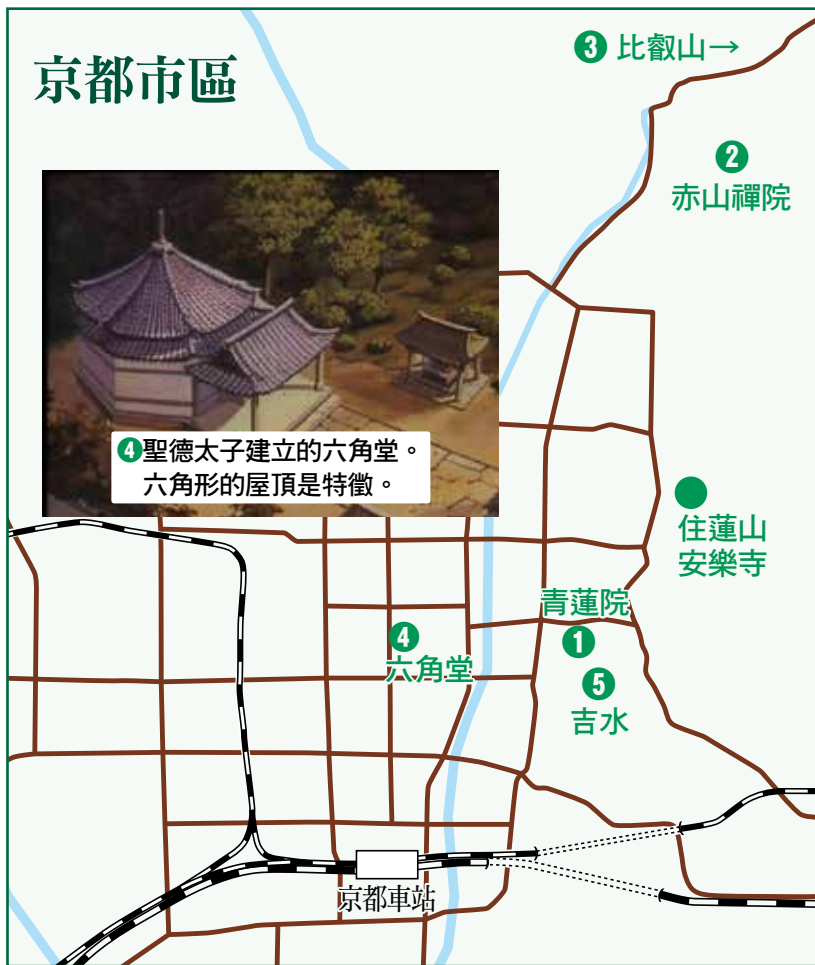 京都市區
❸ 比叡山→
❷
赤山禪院
❹聖德太子建立的六角堂。
六角形的屋頂是特徵。
住蓮山
安樂寺
青蓮院
❶
❹
六角堂
❺
吉水
京都車站